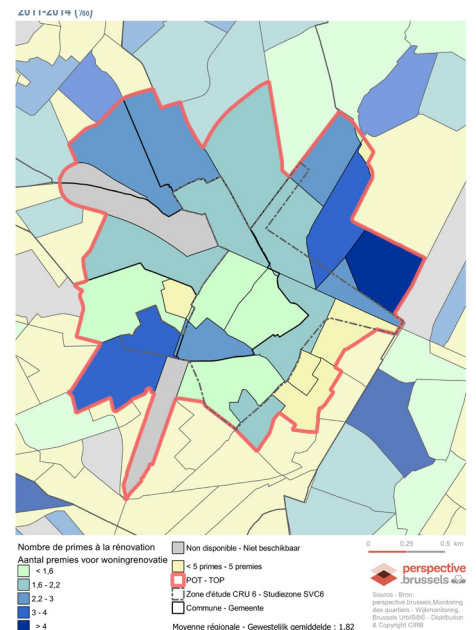 2011-2014 (‰)
Nombre de primes à la rénovation
Aantal premies voor woningrenovatie
< 1,6
1,6 - 2,2
2,2 - 3
3 - 4
> 4
Non disponible - Niet beschikbaar
< 5 primes - 5 premies
POT - TOP
Zone d'étude CRU 6 - Studiezone SVC6
Commune - Gemeente
Moyenne régionale - Gewestelijk gemiddelde : 1,82
0 0.25 0.5 km
perspective
.brussels
Source - Bron:
perspective.brussels.Monitoring
des quartiers - Wijkmonitoring,
Brussels UrbIS®© - Distribution
& Copyright CIRB